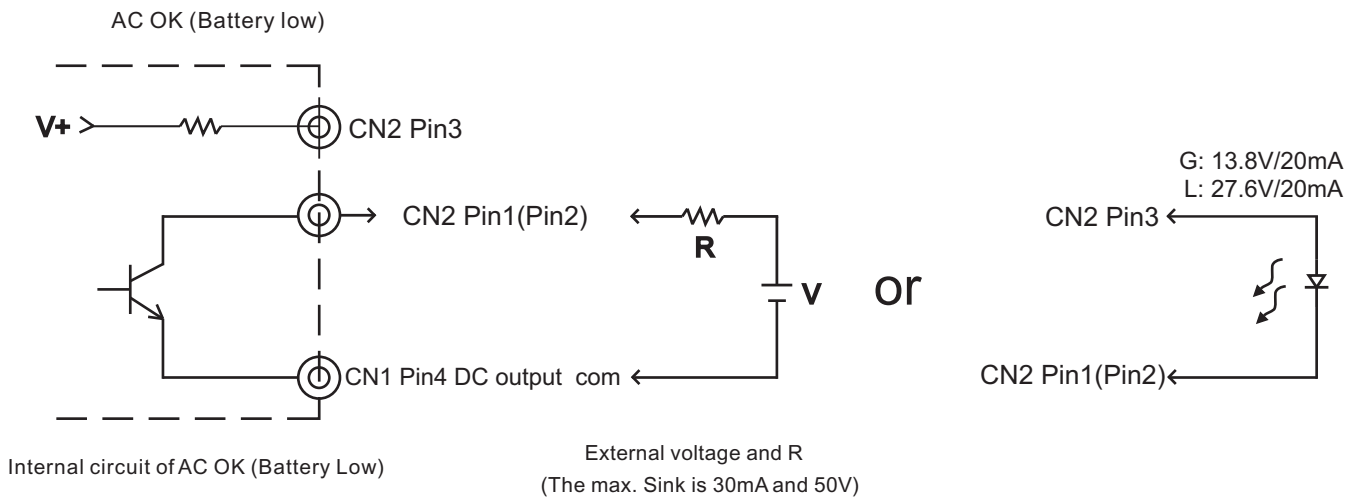 AC OK (Battery low)
V+
CN2 Pin3
CN2 Pin1(Pin2)
R
V
CN1 Pin4 DC output com
or
G: 13.8V/20mA
L: 27.6V/20mA
CN2 Pin3
CN2 Pin1(Pin2)
Internal circuit of AC OK (Battery Low)
External voltage and R
(The max. Sink is 30mA and 50V)